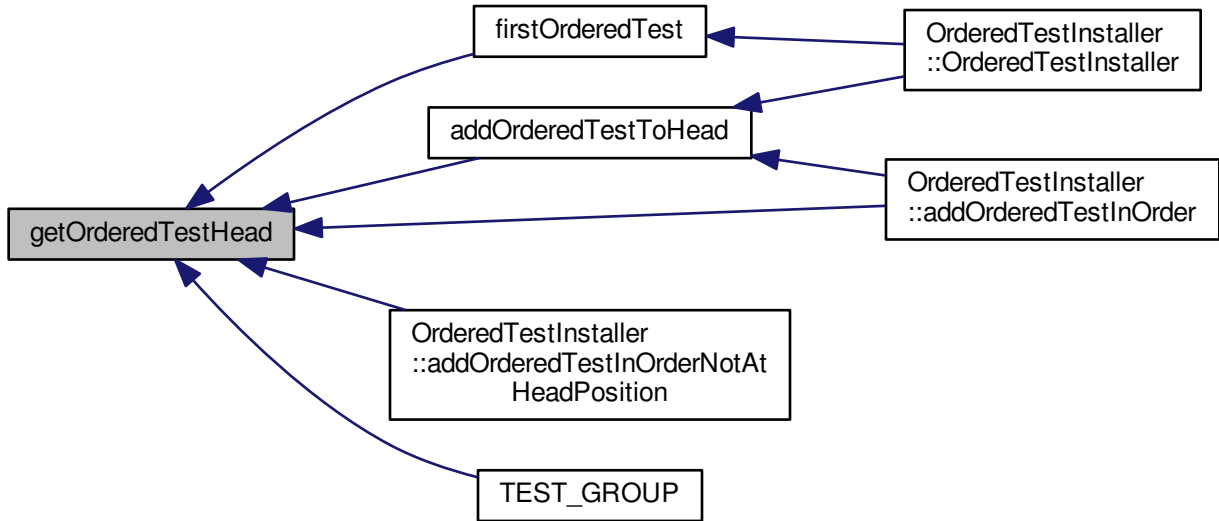 firstOrderedTest
OrderedTestInstaller
::OrderedTestInstaller
addOrderedTestToHead
OrderedTestInstaller
::addOrderedTestInOrder
getOrderedTestHead
OrderedTestInstaller
::addOrderedTestInOrderNotAt
HeadPosition
TEST_GROUP